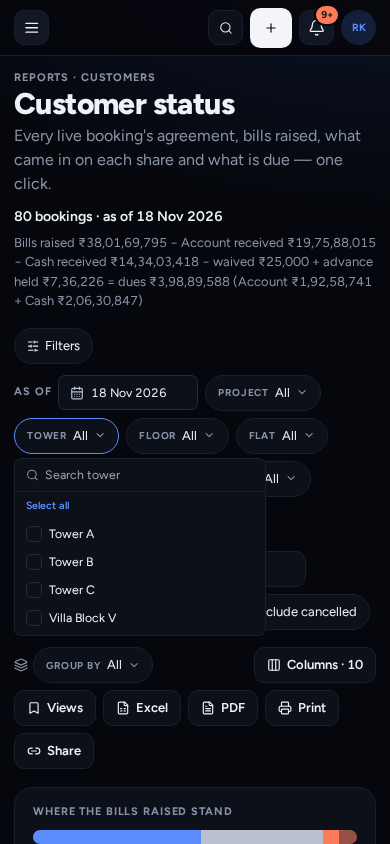 9+
RK
REPORTS · CUSTOMERS
Customer status
Every live booking's agreement, bills raised, what
came in on each share and what is due — one
click.
80 bookings · as of 18 Nov 2026
Bills raised ₹38,01,69,795 − Account received ₹19,75,88,015
− Cash received ₹14,34,03,418 − waived ₹25,000 + advance
held ₹7,36,226 = dues ₹3,98,89,588 (Account ₹1,92,58,741
+ Cash ₹2,06,30,847)
Filters
AS OF 18 Nov 2026 PROJECT All
TOWER All FLOOR All FLAT All
Search tower All
Select all
Tower A
Tower B
Tower C
Villa Block V clude cancelled
GROUP BY All Columns · 10
Views Excel PDF Print
Share
WHERE THE BILLS RAISED STAND